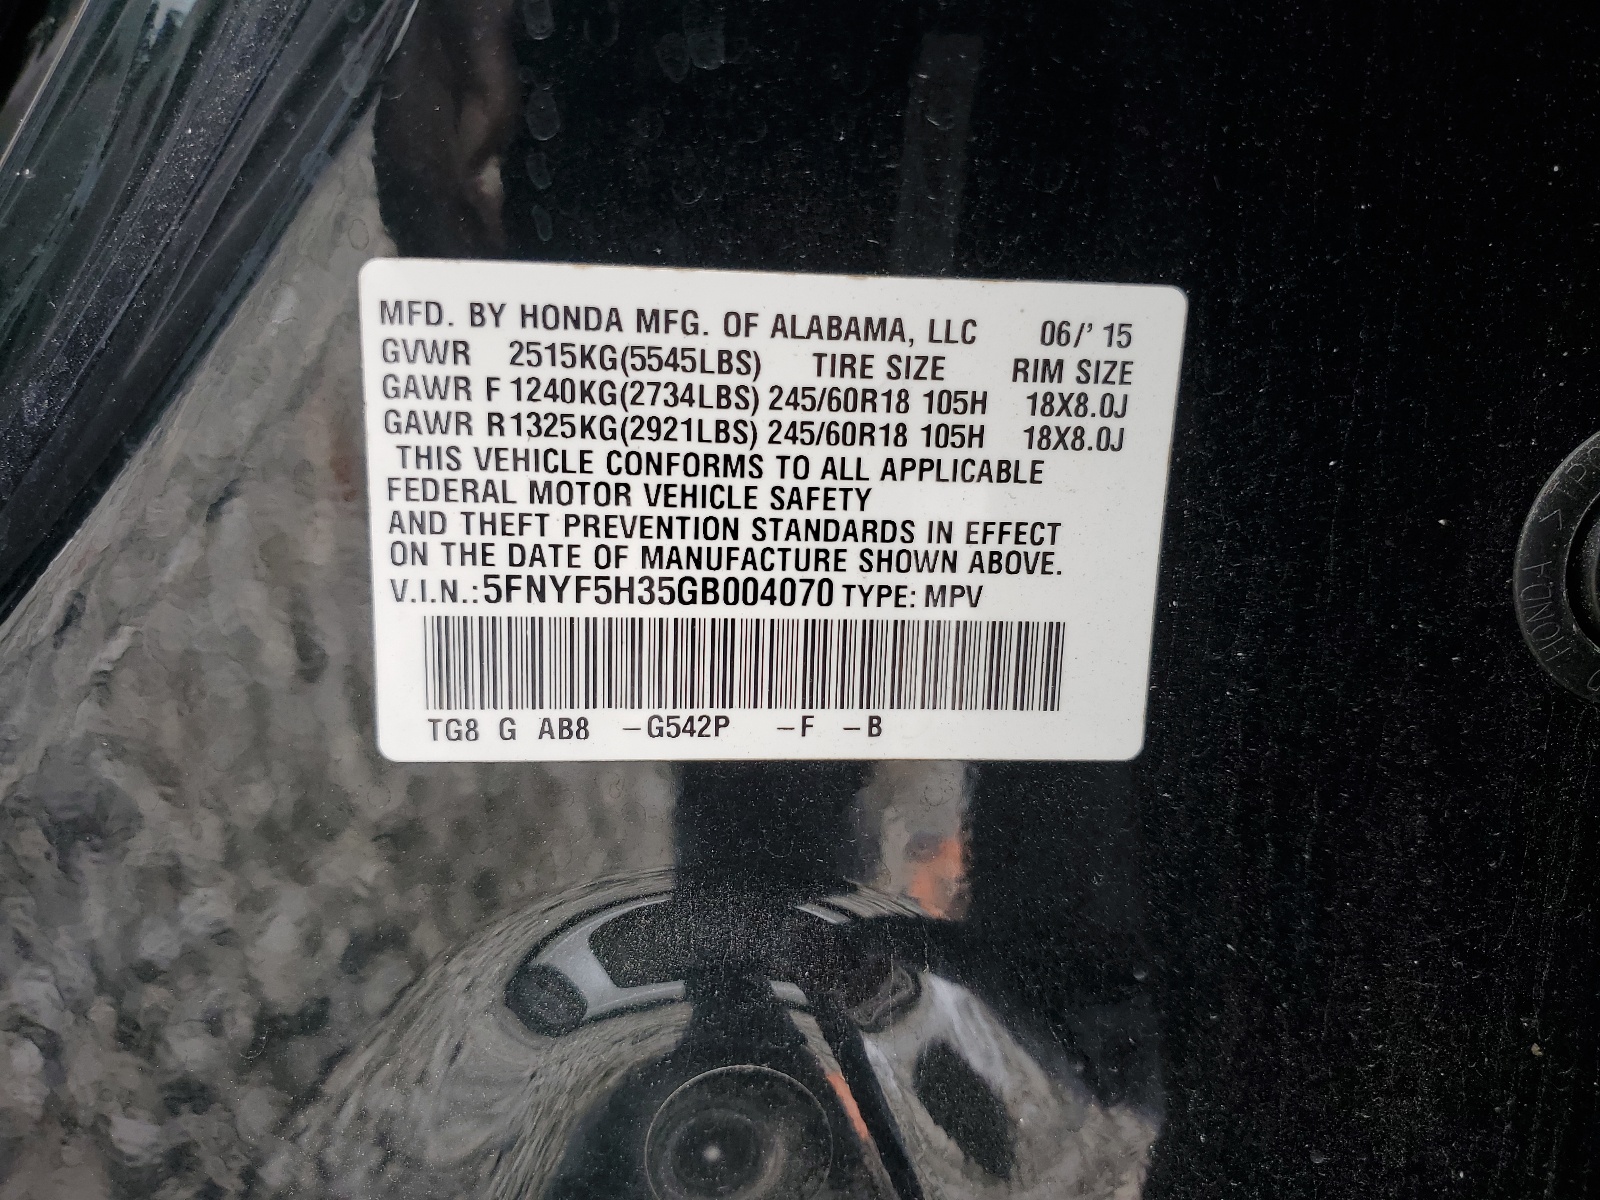 MFD. BY HONDA MFG. OF ALABAMA, LLC 06/' 15
GVWR 2515KG(5545LBS) TIRE SIZE RIM SIZE
GAWR F 1240KG(2734LBS) 245/60R18 105H 18X8.0J
GAWR R 1325KG(2921LBS) 245/60R18 105H 18X8.0J
THIS VEHICLE CONFORMS TO ALL APPLICABLE
FEDERAL MOTOR VEHICLE SAFETY
AND THEFT PREVENTION STANDARDS IN EFFECT
ON THE DATE OF MANUFACTURE SHOWN ABOVE.
V.I.N.: 5FNYF5H35GB004070 TYPE: MPV
TG8 G AB8 –G542P –F –B
HONDA